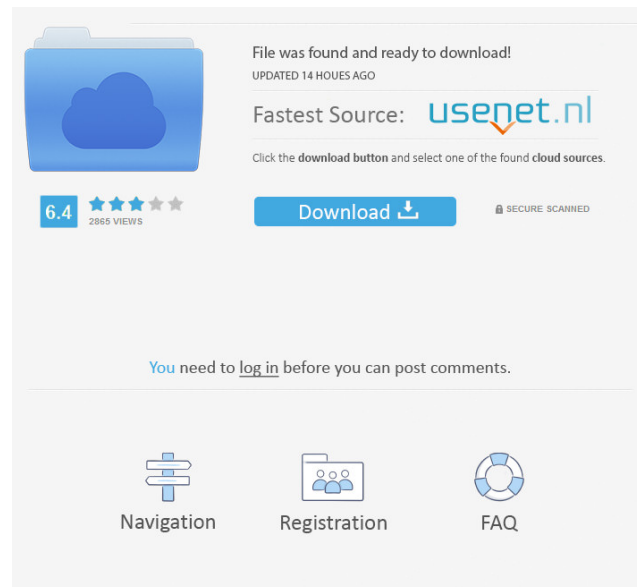 File was found and ready to download!
UPDATED 14 HOUES AGO
Fastest Source: usenet.nl
Click the download button and select one of the found cloud sources.
6.4
2865 VIEWS
Download
SECURE SCANNED
You need to log in before you can post comments.
Navigation
Registration
FAQ